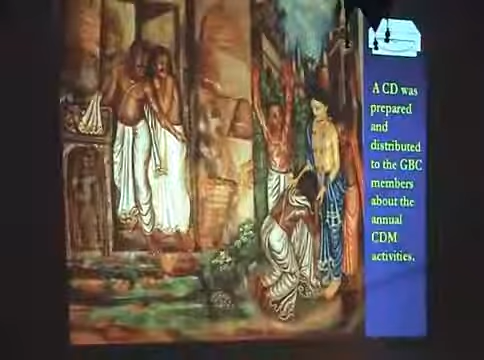 A CD was
prepared
and
distributed
to the GBC
members
about the
annual
CDM
activities.